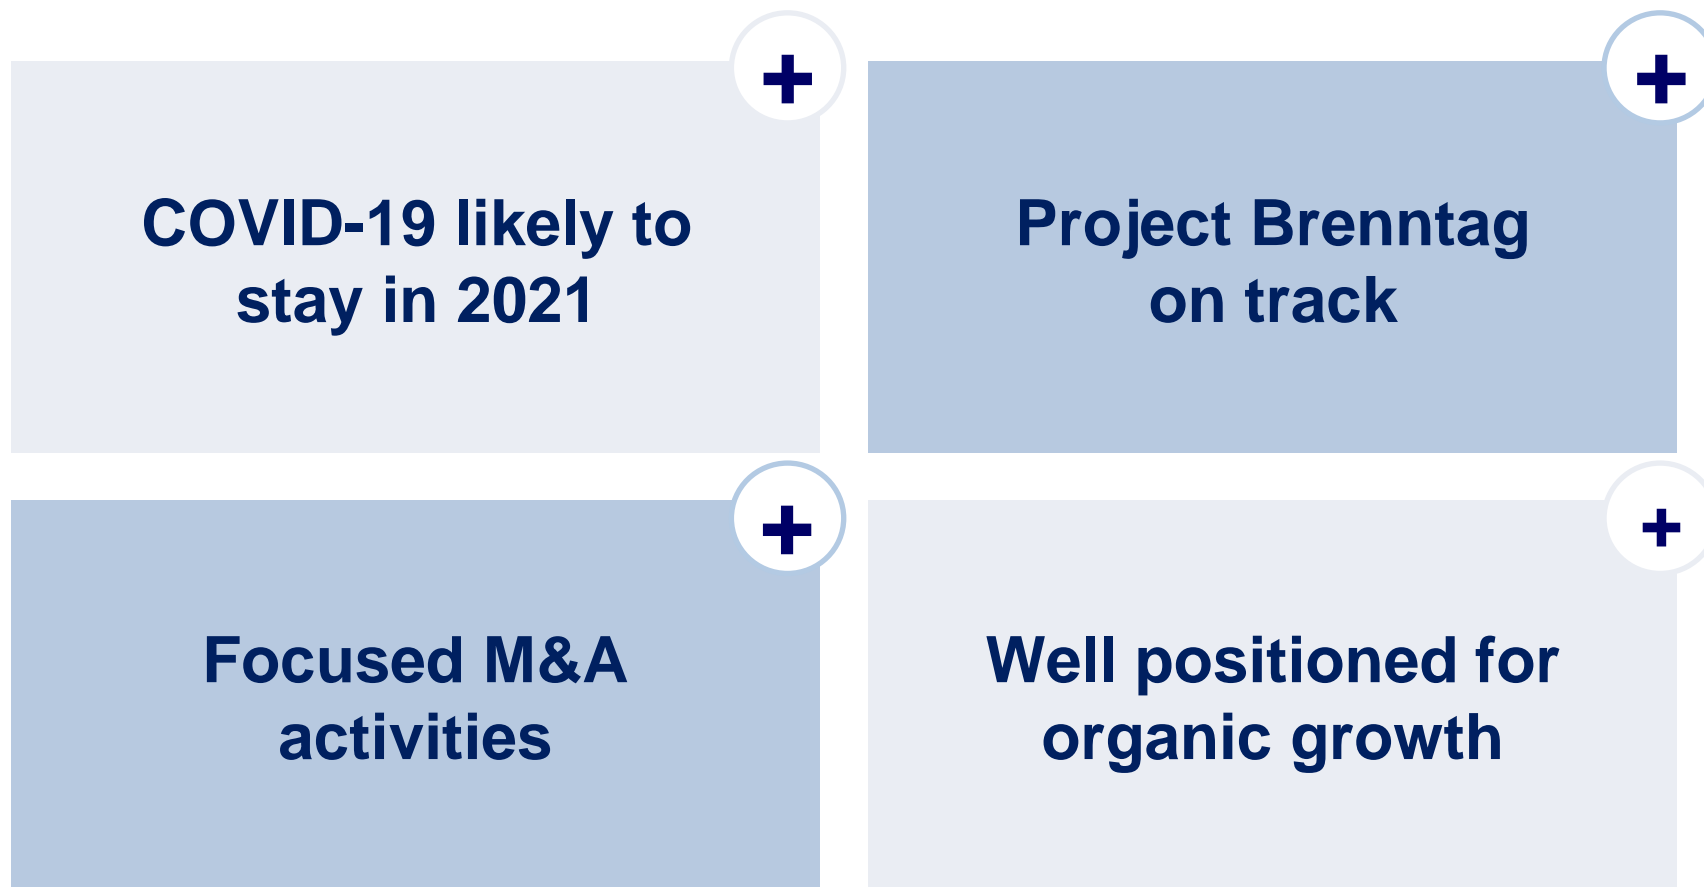 +
COVID-19 likely to
stay in 2021
+
Project Brenntag
on track
+
Focused M&A
activities
+
Well positioned for
organic growth